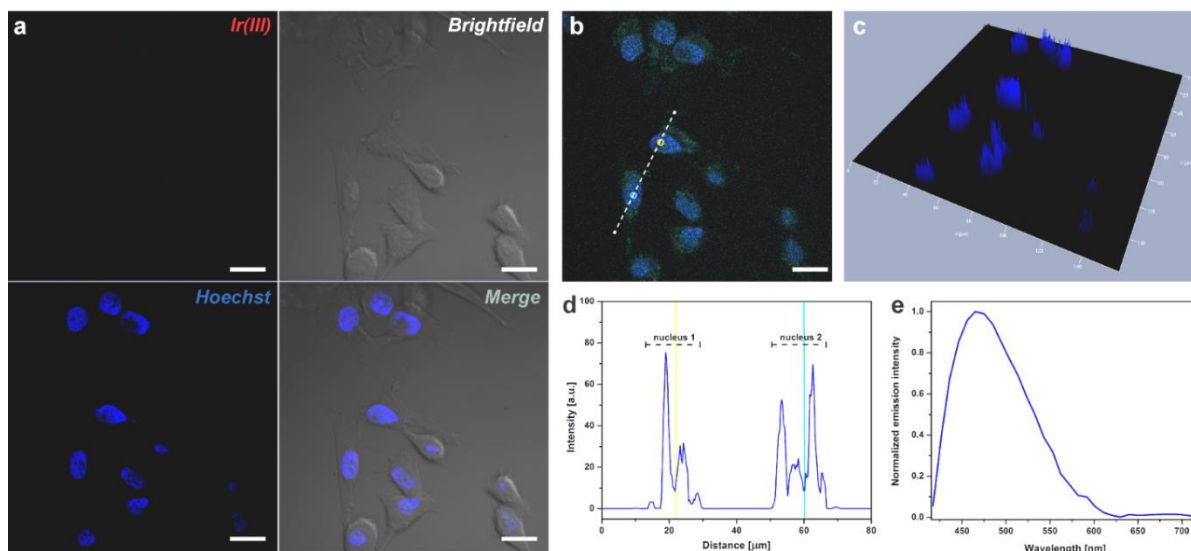 a
Ir(III)
Brightfield
Hoechst
Merge
b
c
d
100
80
60
40
20
0
Intensity [a.u.]
nucleus 1
nucleus 2
0 20 40 60 80
Distance [µm]
e
1.0
0.8
0.6
0.4
0.2
0.0
Normalized emission intensity
450 500 550 600 650 700
Wavelength [nm]